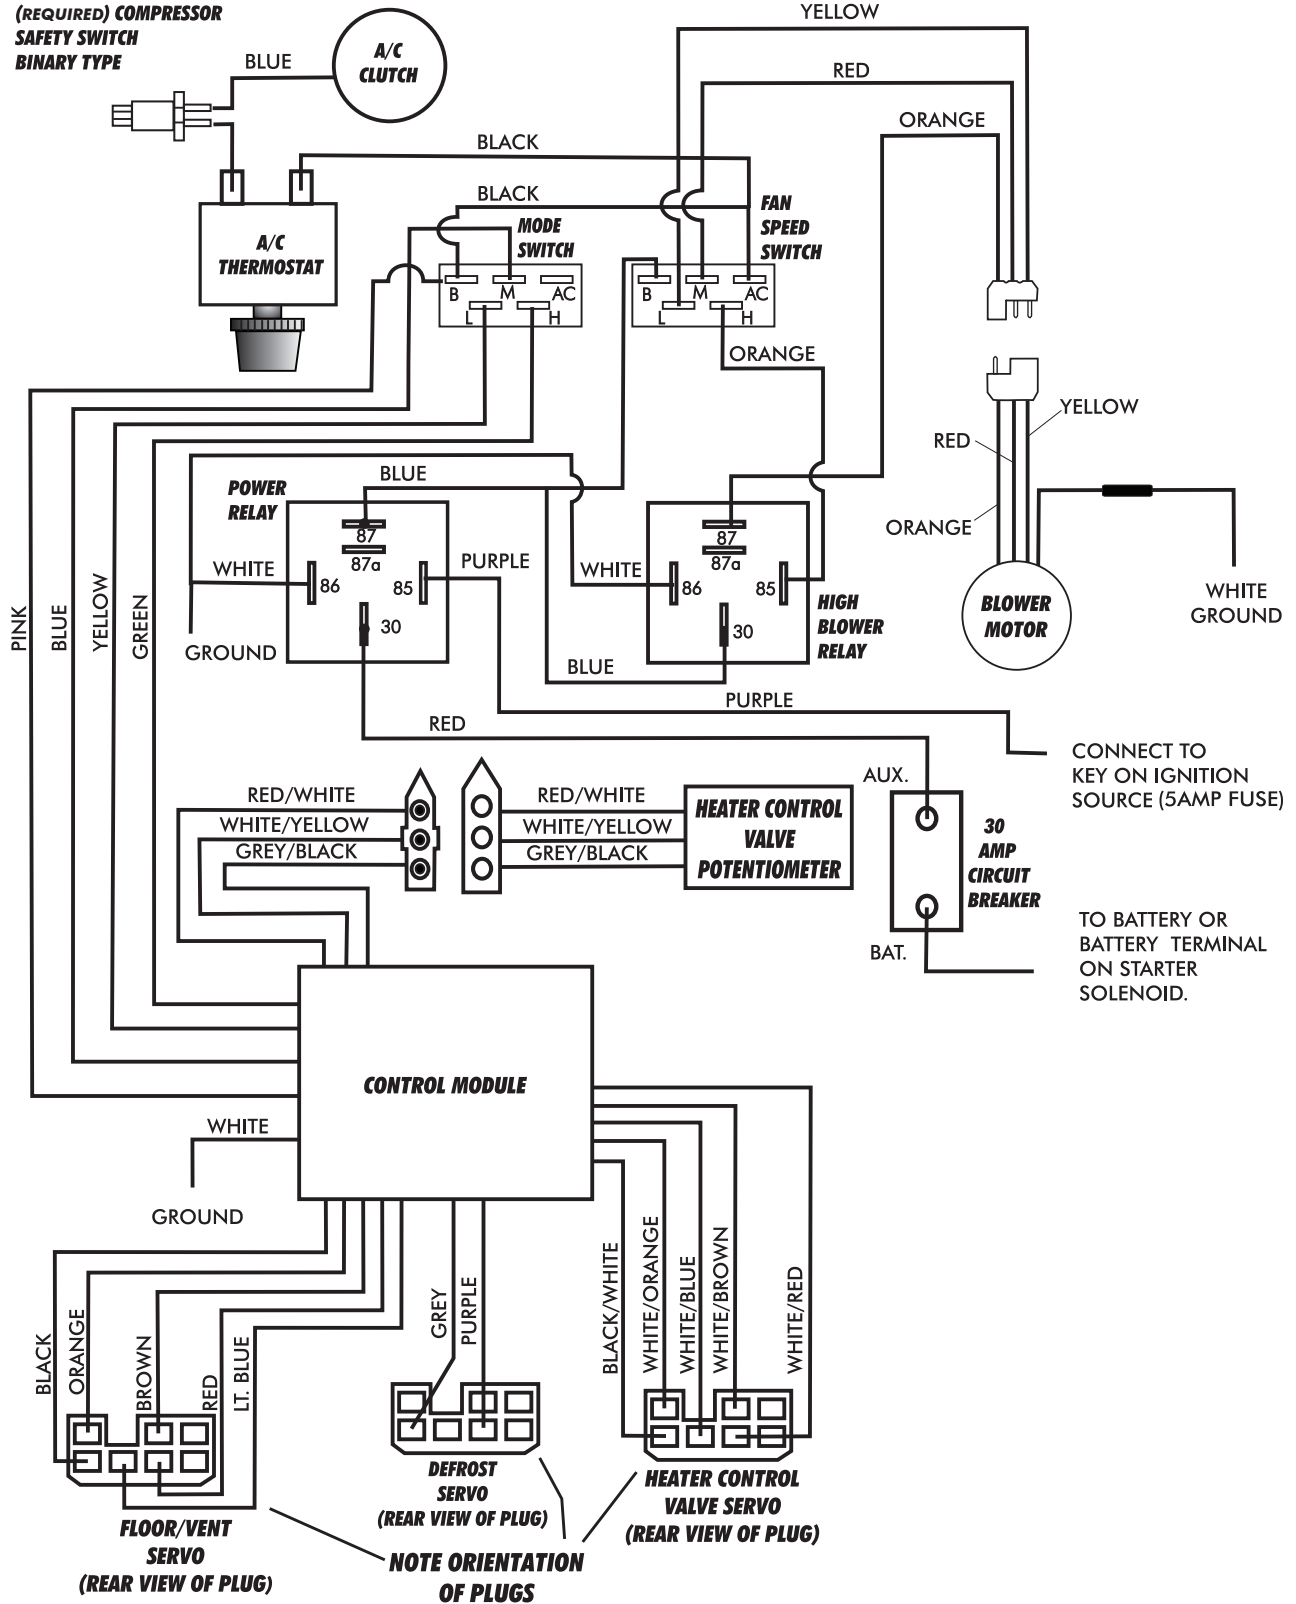 (REQUIRED) COMPRESSOR
SAFETY SWITCH
BINARY TYPE
BLUE
A/C
CLUTCH
YELLOW
RED
ORANGE
BLACK
BLACK
A/C
THERMOSTAT
MODE
SWITCH
FAN
SPEED
SWITCH
B
M
AC
L
H
B
M
AC
L
H
ORANGE
YELLOW
RED
ORANGE
BLUE
POWER
RELAY
87
87a
86
85
30
WHITE
PURPLE
GROUND
WHITE
87
87a
86
85
30
HIGH
BLOWER
RELAY
BLUE
BLOWER
MOTOR
WHITE
GROUND
PINK
BLUE
YELLOW
GREEN
PURPLE
RED
CONNECT TO
KEY ON IGNITION
SOURCE (5AMP FUSE)
AUX.
30
AMP
CIRCUIT
BREAKER
BAT.
TO BATTERY OR
BATTERY TERMINAL
ON STARTER
SOLENOID.
RED/WHITE
WHITE/YELLOW
GREY/BLACK
RED/WHITE
WHITE/YELLOW
GREY/BLACK
HEATER CONTROL
VALVE
POTENTIOMETER
CONTROL MODULE
WHITE
GROUND
BLACK
ORANGE
BROWN
RED
LT. BLUE
GREY
PURPLE
BLACK/WHITE
WHITE/ORANGE
WHITE/BLUE
WHITE/BROWN
WHITE/RED
FLOOR/VENT
SERVO
(REAR VIEW OF PLUG)
DEFROST
SERVO
(REAR VIEW OF PLUG)
HEATER CONTROL
VALVE SERVO
(REAR VIEW OF PLUG)
NOTE ORIENTATION
OF PLUGS